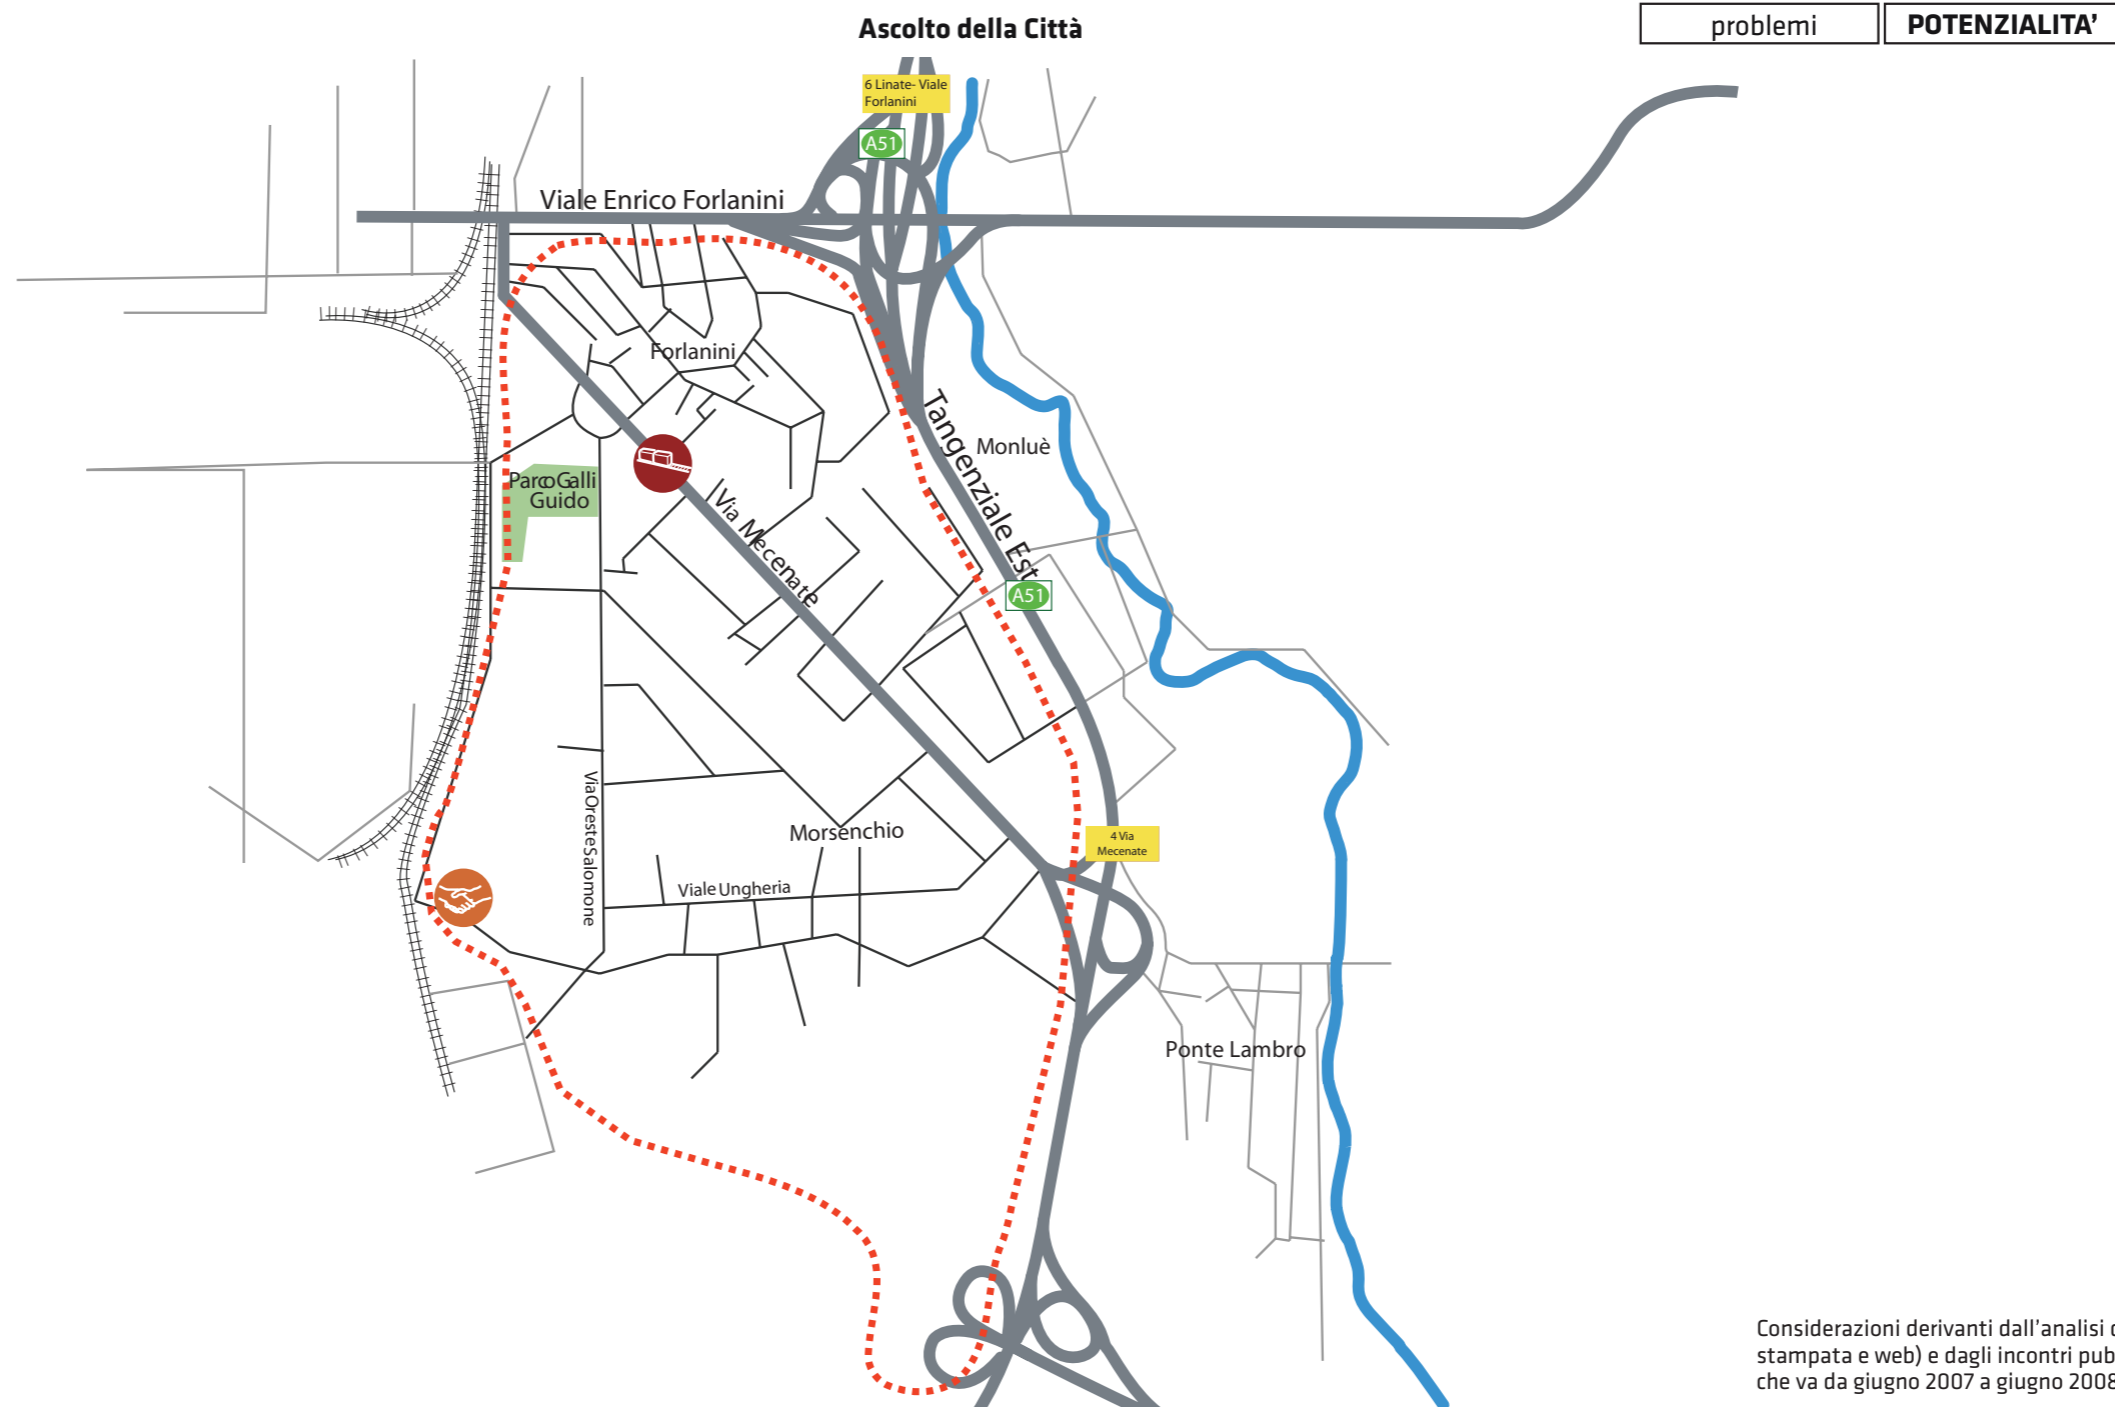 Ascolto della Città
problemi
POTENZIALITA’
6 Linate- Viale
Forlanini
A51
Viale Enrico Forlanini
Forlanini
Tangenziale Est
Monluè
Parco Galli
Guido
Via Mecenate
A51
Via Oreste Salomone
Morsenchio
4 Via
Mecenate
Viale Ungheria
Ponte Lambro
Considerazioni derivanti dall'analisi
stampata e web) e dagli incontri
che va da giugno 2007 a giugno 2008